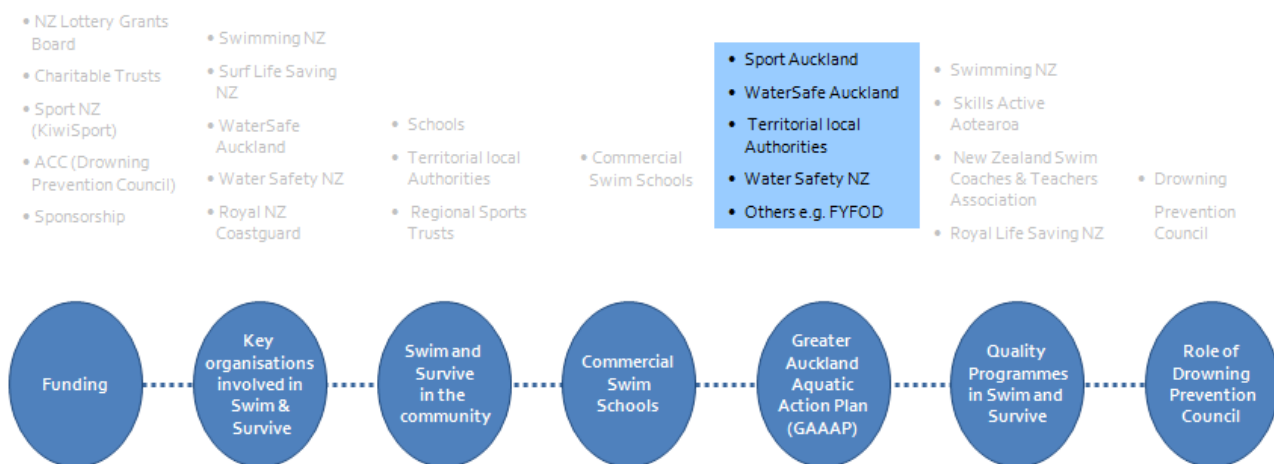 • NZ Lottery Grants
Board
• Charitable Trusts
• Sport NZ
(KiwiSport)
• ACC (Drowning
Prevention Council)
• Sponsorship
• Swimming NZ
• Surf Life Saving
NZ
• WaterSafe
Auckland
• Water Safety NZ
• Royal NZ
Coastguard
• Schools
• Territorial local
Authorities
• Regional Sports
Trusts
• Commercial
Swim Schools
• Sport Auckland
• WaterSafe Auckland
• Territorial local
Authorities
• Water Safety NZ
• Others e.g. FYFOD
• Swimming NZ
• Skills Active
Aotearoa
• New Zealand Swim
Coaches & Teachers
Association
• Royal Life Saving NZ
• Drowning
Prevention
Council
Funding
Key
organisations
involved in
Swim &
Survive
Swim and
Survive
in the
community
Commercial
Swim
Schools
Greater
Auckland
Aquatic
Action Plan
(GAAAP)
Quality
Programmes
in Swim and
Survive
Role of
Drowning
Prevention
Council